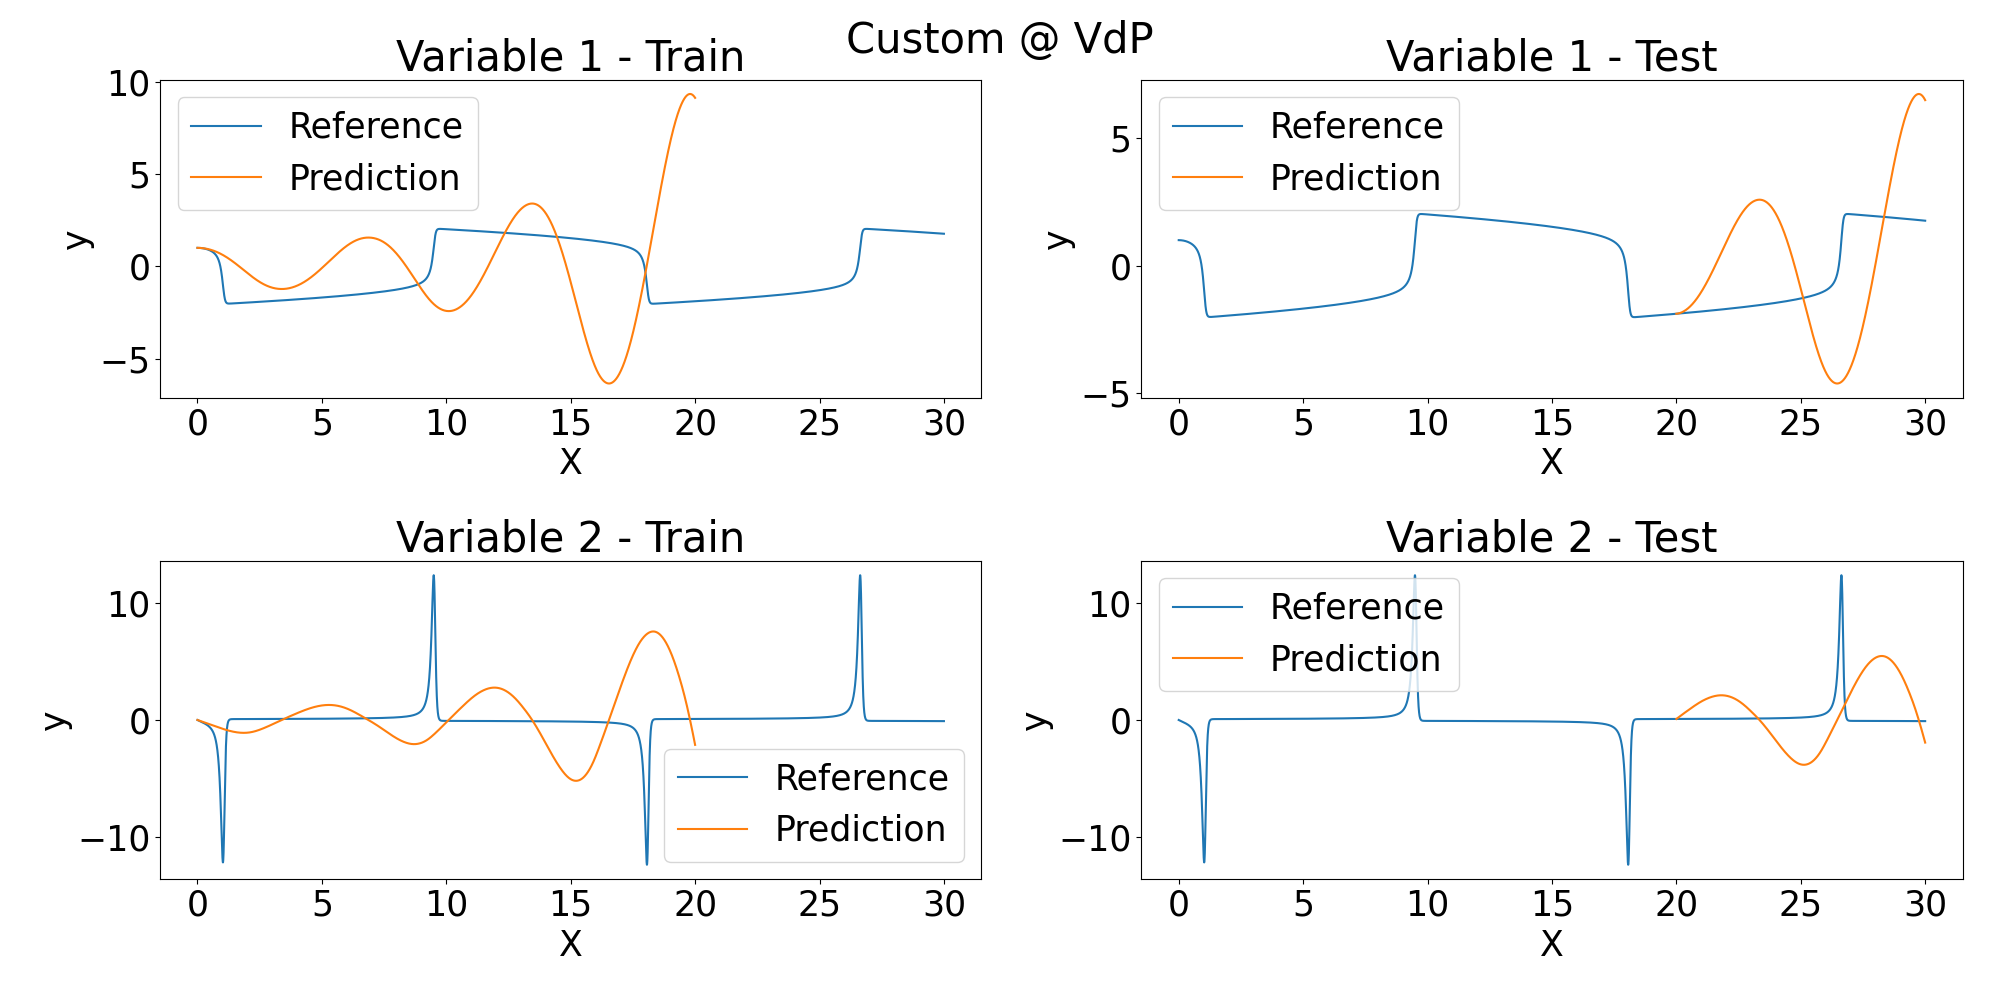 Custom @ VdP
Variable 1 - Train
10
5
0
−5
y
Reference
Prediction
0 5 10 15 20 25 30
X
Variable 1 - Test
5
0
−5
y
Reference
Prediction
0 5 10 15 20 25 30
X
Variable 2 - Train
10
0
−10
y
Reference
Prediction
0 5 10 15 20 25 30
X
Variable 2 - Test
10
0
−10
y
Reference
Prediction
0 5 10 15 20 25 30
X